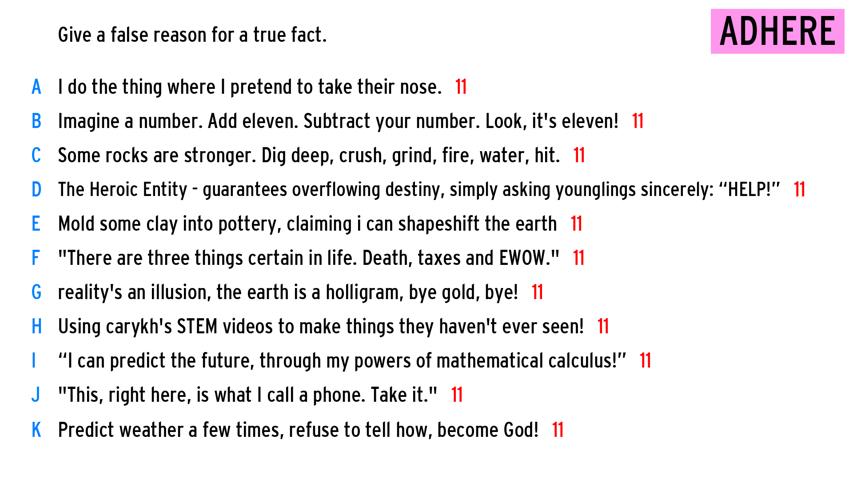 Give a false reason for a true fact.
ADHERE
A I do the thing where I pretend to take their nose. 11
B Imagine a number. Add eleven. Subtract your number. Look, it's eleven! 11
C Some rocks are stronger. Dig deep, crush, grind, fire, water, hit. 11
D The Heroic Entity - guarantees overflowing destiny, simply asking younglings sincerely: “HELP!” 11
E Mold some clay into pottery, claiming i can shapeshift the earth 11
F "There are three things certain in life. Death, taxes and EWOW." 11
G reality's an illusion, the earth is a holligram, bye gold, bye! 11
H Using carykh's STEM videos to make things they haven't ever seen! 11
I “I can predict the future, through my powers of mathematical calculus!” 11
J "This, right here, is what I call a phone. Take it." 11
K Predict weather a few times, refuse to tell how, become God! 11